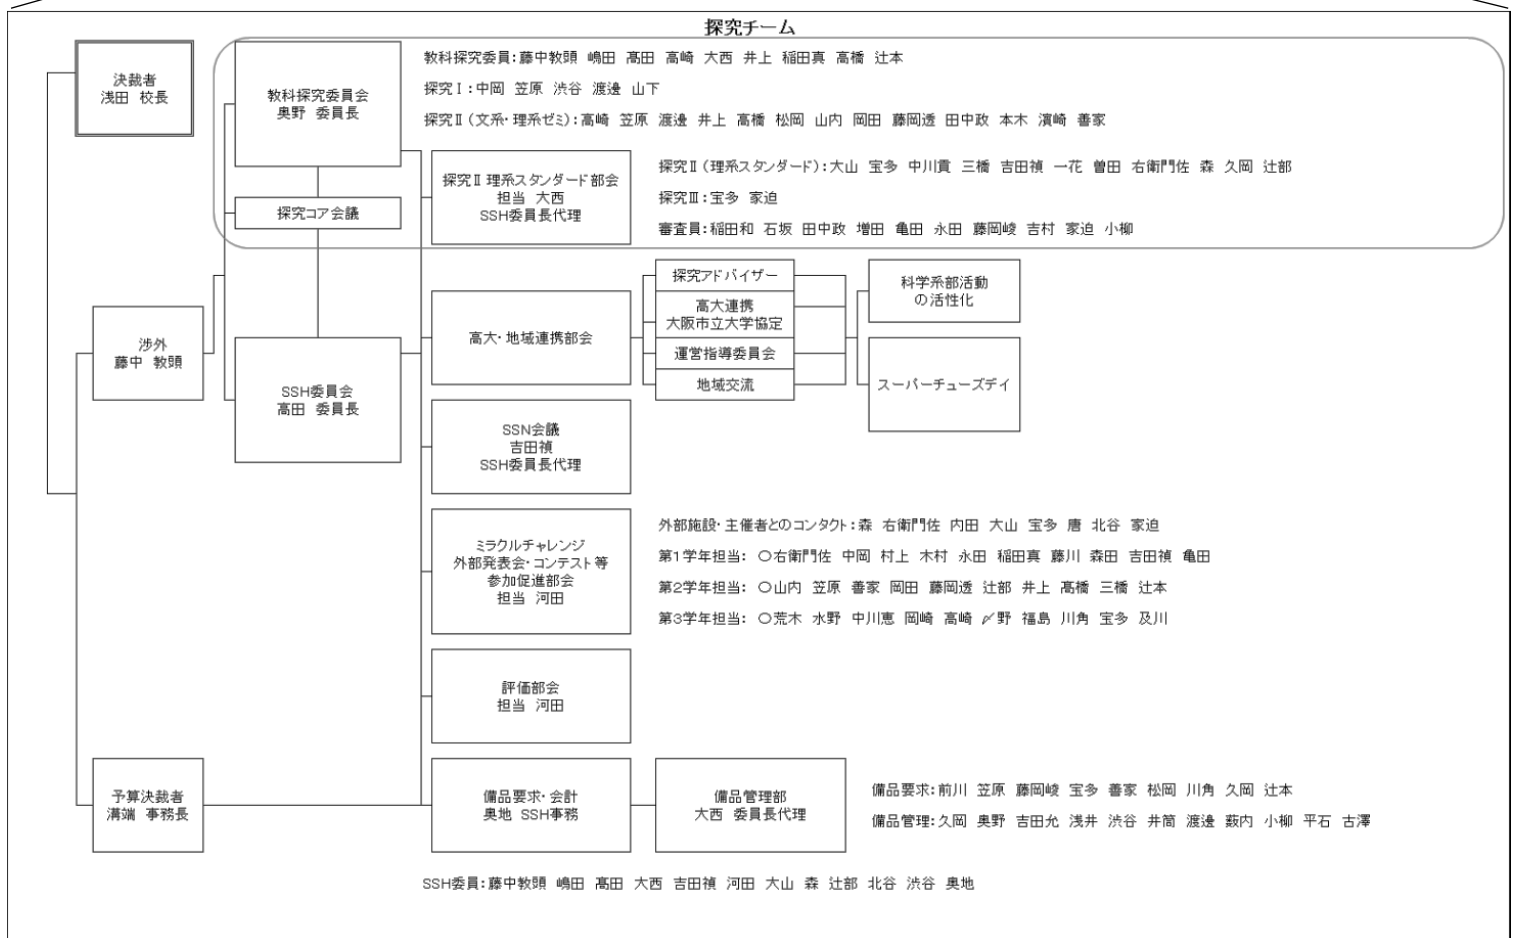 探究チーム
決裁者
浅田 校長
教科探究委員会
奥野 委員長
教科探究委員:藤中教頭 嶋田 髙田 高崎 大西 井上 稲田真 高橋 辻本
探究Ⅰ:中岡 笠原 渋谷 渡邊 山下
探究Ⅱ(文系・理系ゼミ):高崎 笠原 渡邊 井上 高橋 松岡 山内 岡田 藤岡透 田中政 本木 濵崎 善家
探究Ⅱ 理系スタンダード部会
担当 大西
SSH委員長代理
探究Ⅱ(理系スタンダード):大山 宝多 中川貴 三橋 吉田禎 一花 曽田 右衛門佐 森 久岡 辻部
探究Ⅲ:宝多 家迫
審査員:稲田和 石坂 田中政 増田 亀田 永田 藤岡崚 吉村 家迫 小柳
探究コア会議
渉外
藤中 教頭
SSH委員会
高田 委員長
高大・地域連携部会
探究アドバイザー
高大連携
大阪市立大学協定
運営指導委員会
地域交流
科学系部活動
の活性化
スーパーチューズデイ
SSN会議
吉田禎
SSH委員長代理
ミラクルチャレンジ
外部発表会・コンテスト等
参加促進部会
担当 河田
外部施設・主催者とのコンタクト:森 右衛門佐 内田 大山 宝多 唐 北谷 家迫
第1学年担当: ○右衛門佐 中岡 村上 木村 永田 稲田真 藤川 森田 吉田禎 亀田
第2学年担当: ○山内 笠原 善家 岡田 藤岡透 辻部 井上 髙橋 三橋 辻本
第3学年担当: ○荒木 水野 中川恵 岡崎 高崎 〆野 福島 川角 宝多 及川
評価部会
担当 河田
予算決裁者
溝端 事務長
備品要求・会計
奥地 SSH事務
備品管理部
大西 委員長代理
備品要求:前川 笠原 藤岡崚 宝多 善家 松岡 川角 久岡 辻本
備品管理:久岡 奥野 吉田允 浅井 渋谷 井筒 渡邊 薮内 小柳 平石 古澤
SSH委員:藤中教頭 嶋田 髙田 大西 吉田禎 河田 大山 森 辻部 北谷 渋谷 奥地